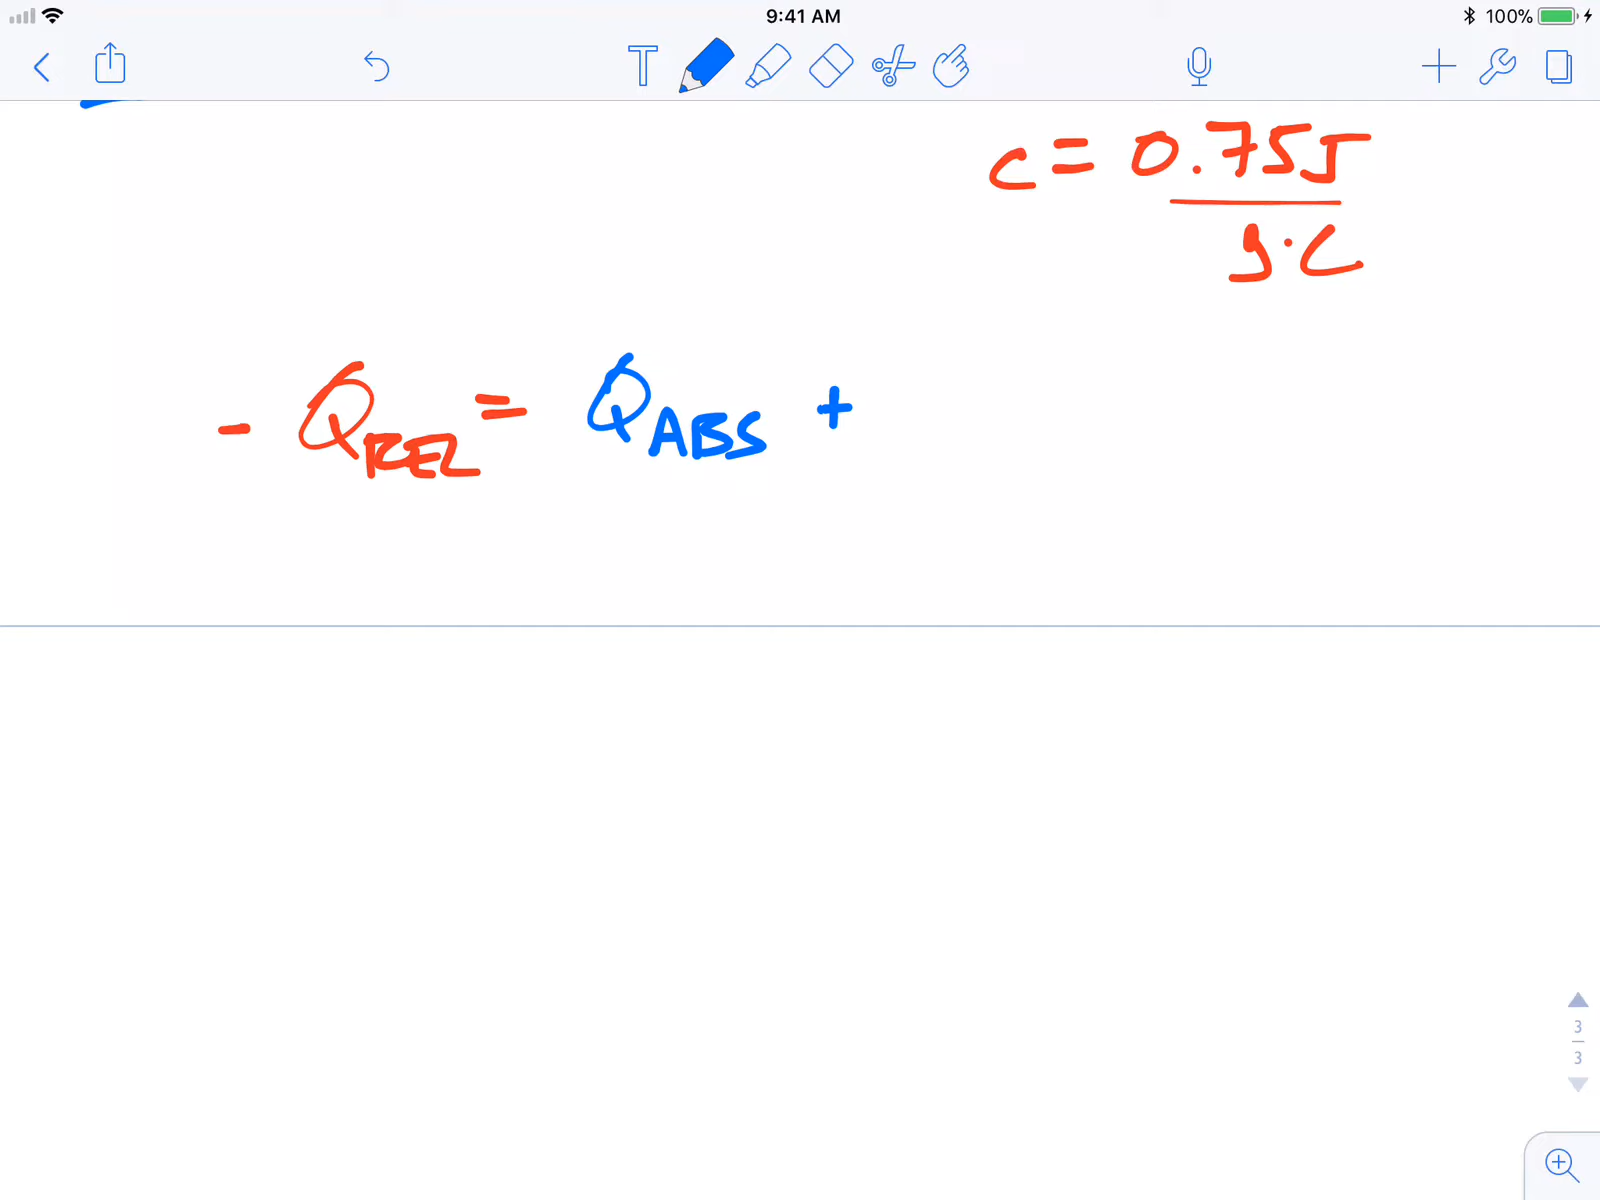 9:41 AM
100%
T
c = 0.75J
g·C
- QREL = QABS +
3
3